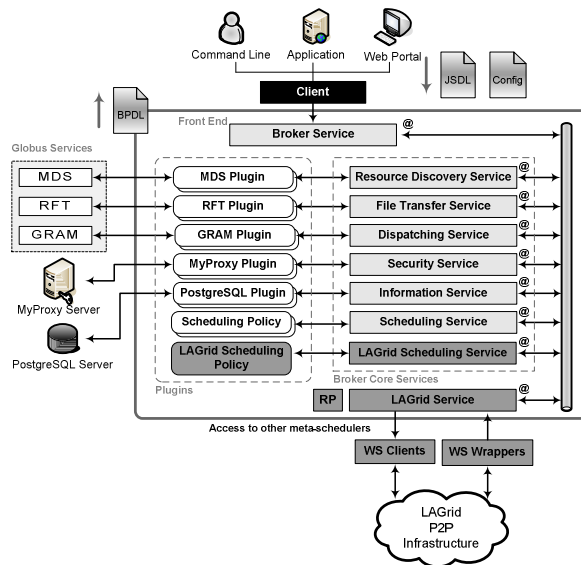 Command Line
Application
Web Portal
JSDL
Config
Client
BPDL
Front End
Broker Service
@
Globus Services
MDS
MDS Plugin
Resource Discovery Service
@
RFT
RFT Plugin
File Transfer Service
@
GRAM
GRAM Plugin
Dispatching Service
@
MyProxy Plugin
Security Service
@
MyProxy Server
PostgreSQL Plugin
Information Service
@
Scheduling Policy
Scheduling Service
@
PostgreSQL Server
LAGrid Scheduling
Policy
LAGrid Scheduling Service
@
Plugins
Broker Core Services
RP
LAGrid Service
@
Access to other meta-schedulers
WS Clients
WS Wrappers
LAGrid
P2P
Infrastructure